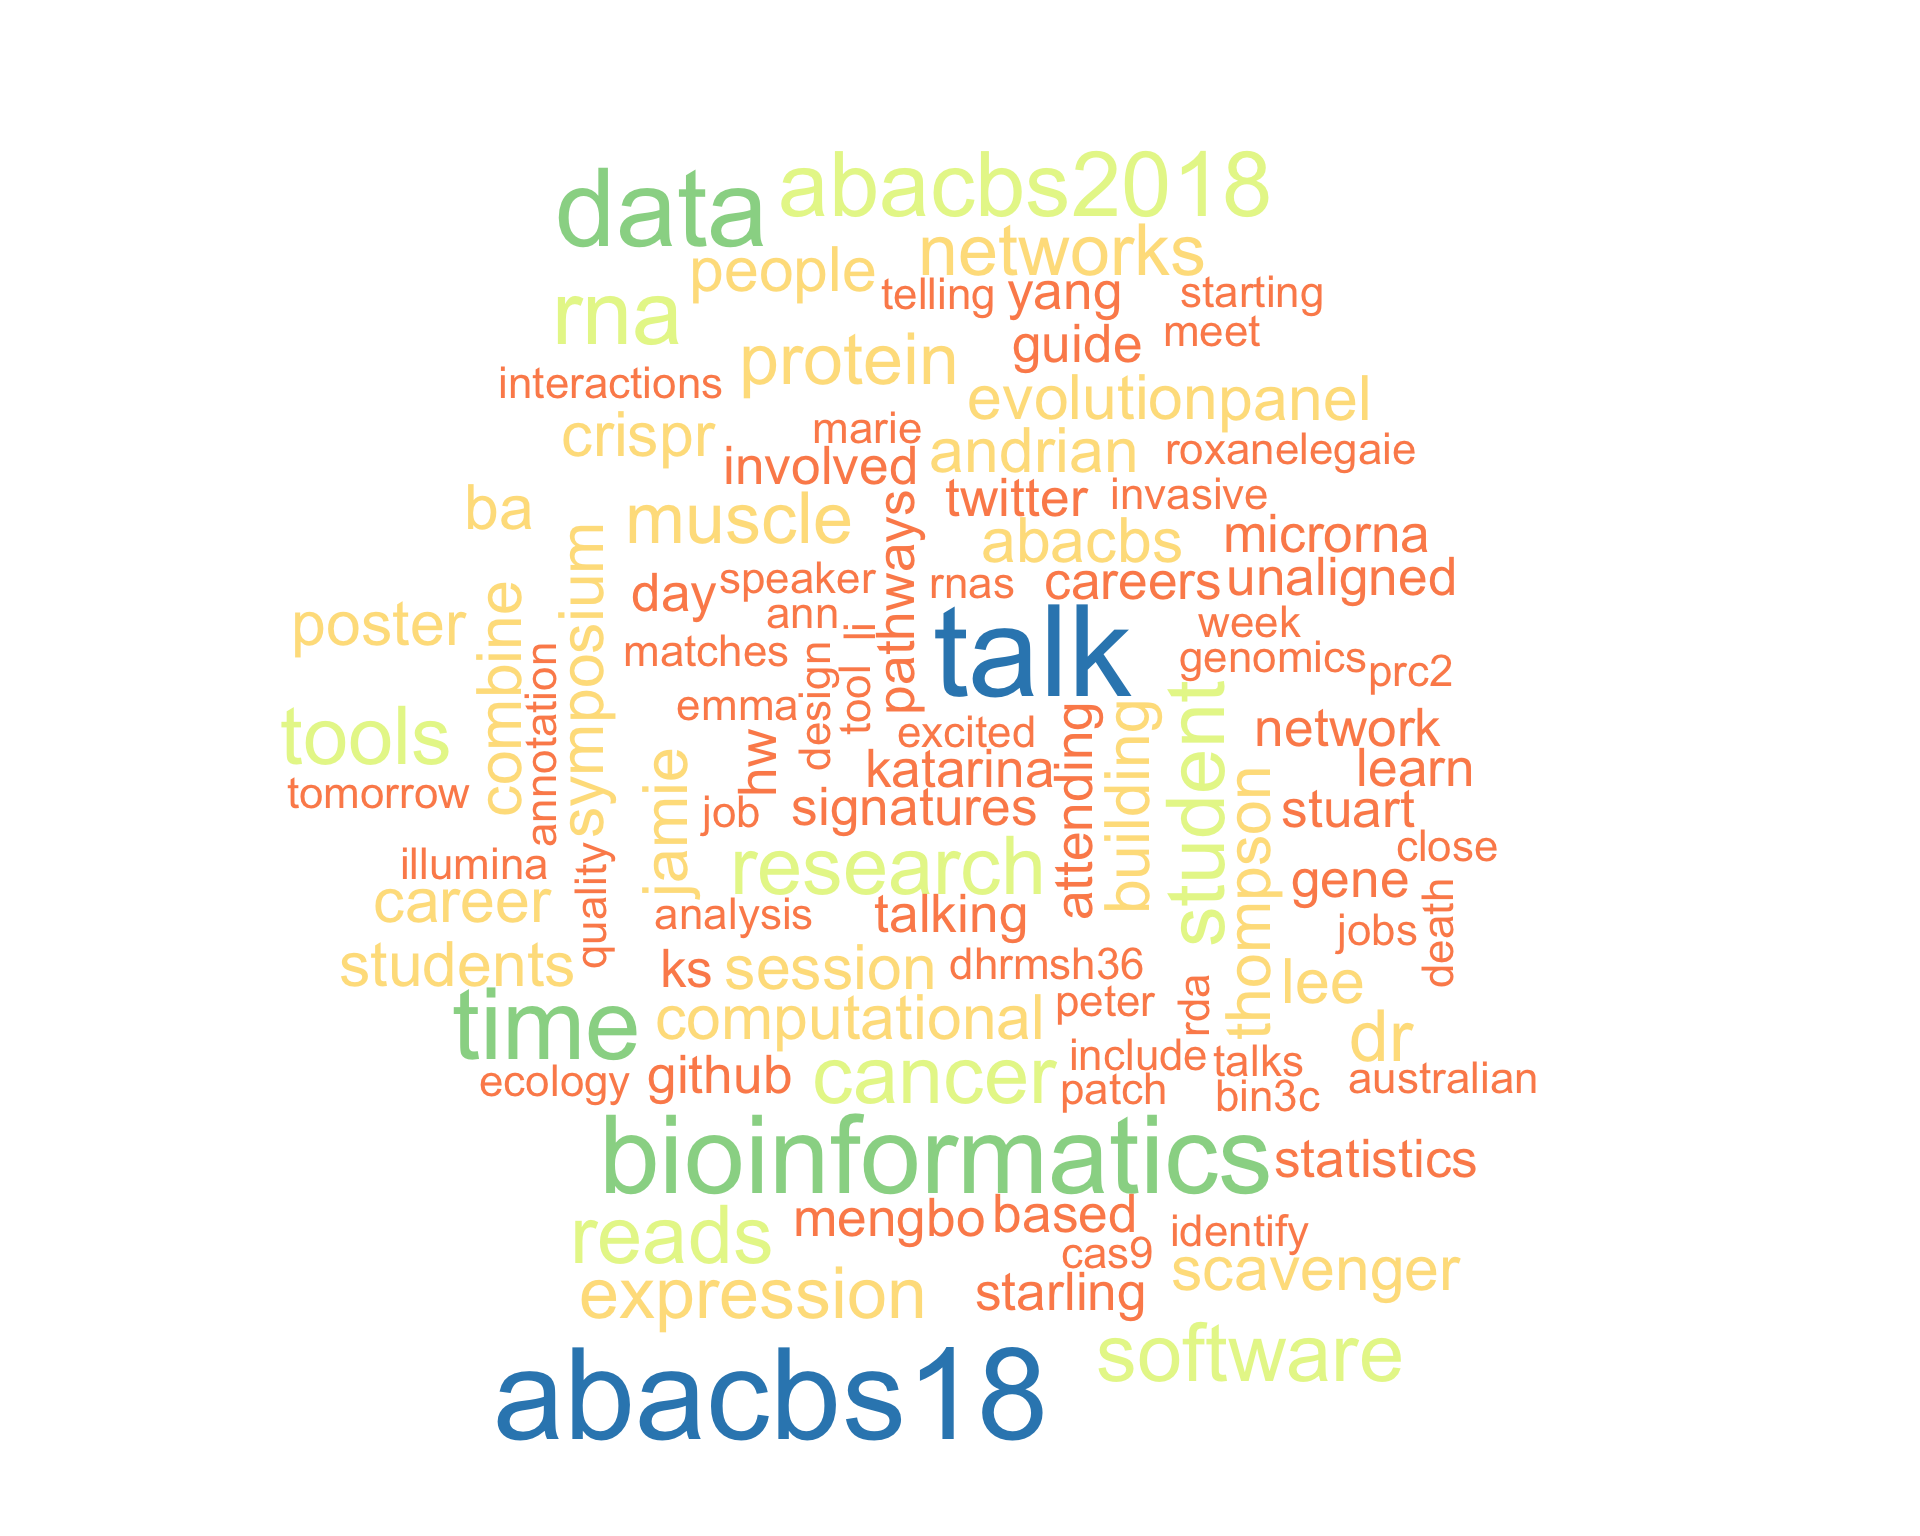 abacbs2018
data
networks
people
telling
yang
starting
rna
meet
guide
protein
interactions
evolution
panel
marie
crispr
andrian
roxanelegaie
involved
twitter
invasive
ba
muscle
pathways
microrna
abacbs
symposium
day
speaker
rnas
careers
unaligned
ann
poster
combine
li
talk
week
matches
genomics
prc2
annotation
design
tool
emma
student
tools
excited
network
hw
katarina
attending
building
learn
tomorrow
jamie
job
signatures
thompson
stuart
close
illumina
research
quality
career
gene
analysis
talking
jobs
death
students
ks
session
dhrmsh36
lee
peter
rda
time
computational
dr
include
talks
ecology
github
cancer
patch
bin3c
australian
bioinformatics
statistics
reads
mengbo
based
identify
cas9
expression
starling
scavenger
software
abacbs18